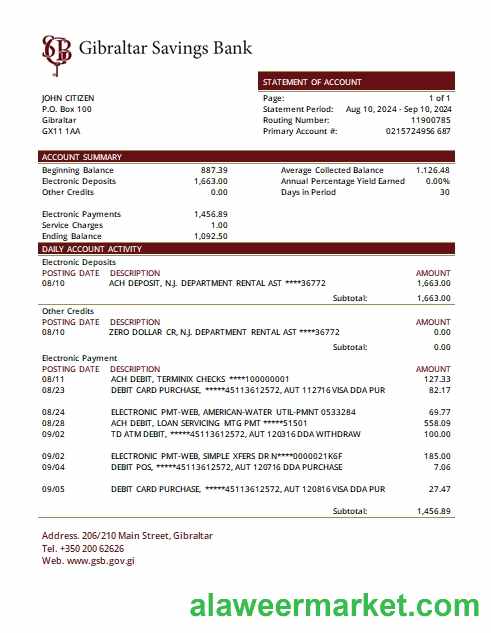 Gibraltar Savings Bank
STATEMENT OF ACCOUNT
JOHN CITIZEN
P.O. Box 100
Gibraltar
GX11 1AA
Page: 1 of 1
Statement Period: Aug 10, 2024 - Sep 10, 2024
Routing Number: 11900785
Primary Account #: 0215724956 687
ACCOUNT SUMMARY
Beginning Balance 887.39 Average Collected Balance 1,126.48
Electronic Deposits 1,663.00 Annual Percentage Yield Earned 0.00%
Other Credits 0.00 Days in Period 30
Electronic Payments 1,456.89
Service Charges 1.00
Ending Balance 1,092.50
DAILY ACCOUNT ACTIVITY
Electronic Deposits
POSTING DATE DESCRIPTION AMOUNT
08/10 ACH DEPOSIT, N.J. DEPARTMENT RENTAL AST ****36772 1,663.00
Subtotal: 1,663.00
Other Credits
POSTING DATE DESCRIPTION AMOUNT
08/10 ZERO DOLLAR CR, N.J. DEPARTMENT RENTAL AST ****36772 0.00
Subtotal: 0.00
Electronic Payment
POSTING DATE DESCRIPTION AMOUNT
08/11 ACH DEBIT, TERMINIX CHECKS ****100000001 127.33
08/23 DEBIT CARD PURCHASE, *****45113612572, AUT 112716 VISA DDA PUR 82.17
08/24 ELECTRONIC PMT-WEB, AMERICAN-WATER UTIL-PMNT 0533284 69.77
08/28 ACH DEBIT, LOAN SERVICING MTG PMT *****51501 558.09
09/02 TD ATM DEBIT, *****45113612572, AUT 120316 DDA WITHDRAW 100.00
09/02 ELECTRONIC PMT-WEB, SIMPLE XFERS DR N****0000021K6F 185.00
09/04 DEBIT POS, *****45113612572, AUT 120716 DDA PURCHASE 7.06
09/05 DEBIT CARD PURCHASE, *****45113612572, AUT 120816 VISA DDA PUR 27.47
Subtotal: 1,456.89
Address. 206/210 Main Street, Gibraltar
Tel. +350 200 62626
Web. www.gsb.gov.gi
alaweermarket.com